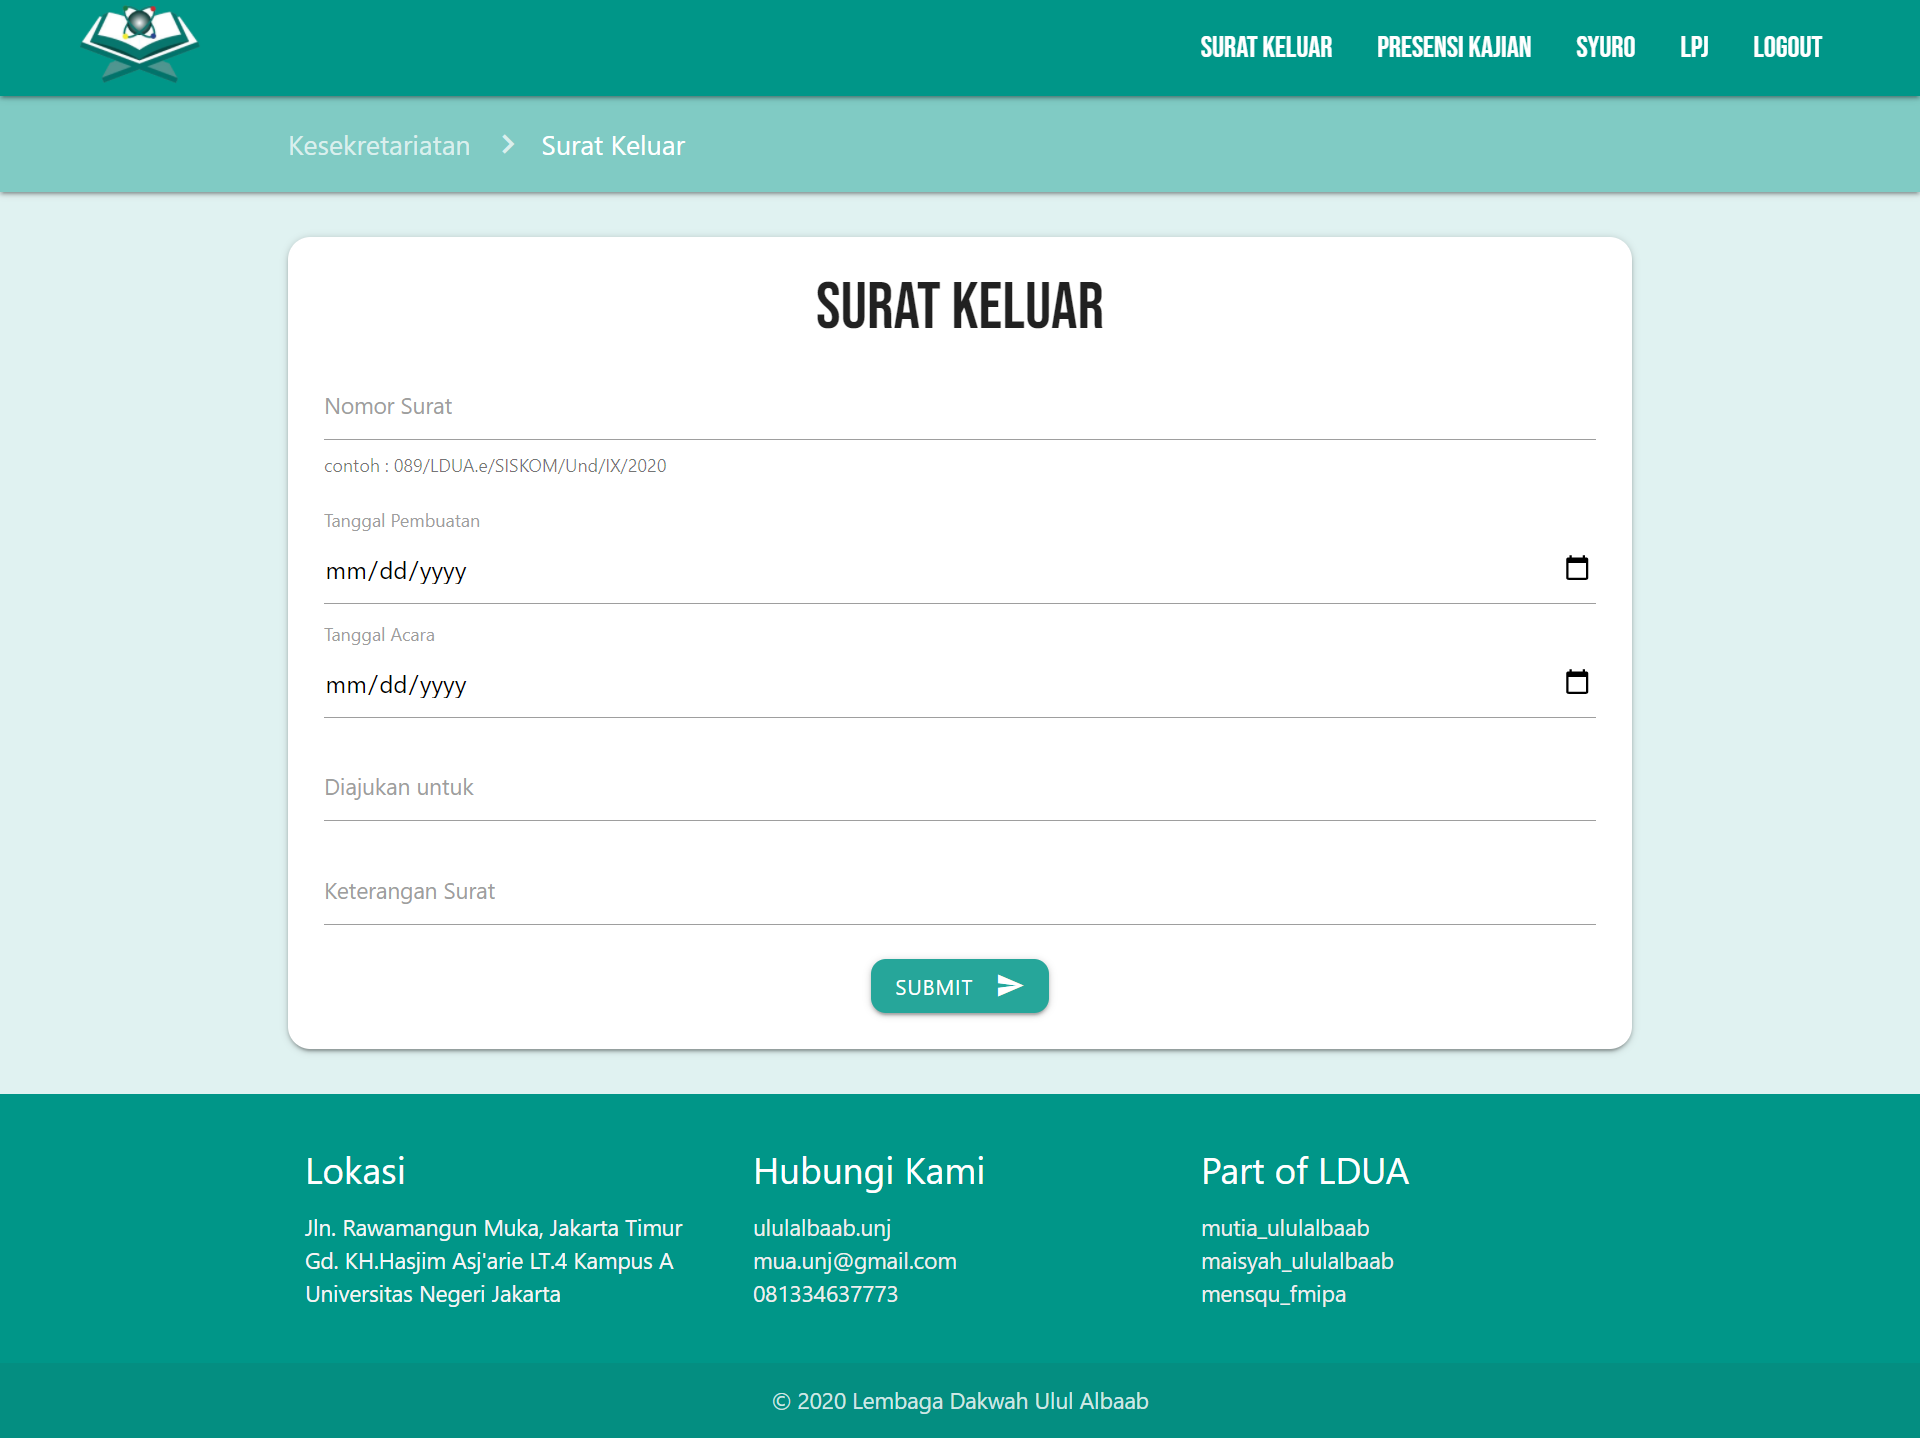 SURAT KELUAR PRESENSI KAJIAN SYURO LPJ LOGOUT
Kesekretariatan Surat Keluar
SURAT KELUAR
Nomor Surat
contoh : 089/LDUA.e/SISKOM/Und/IX/2020
Tanggal Pembuatan
mm/dd/yyyy
Tanggal Acara
mm/dd/yyyy
Diajukan untuk
Keterangan Surat
SUBMIT
Lokasi
Jln. Rawamangun Muka, Jakarta Timur
Gd. KH.Hasjim Asj'arie LT.4 Kampus A
Universitas Negeri Jakarta
Hubungi Kami
ululalbaab.unj
mua.unj@gmail.com
081334637773
Part of LDUA
mutia_ululalbaab
maisyah_ululalbaab
mensqu_fmipa
© 2020 Lembaga Dakwah Ulul Albaab